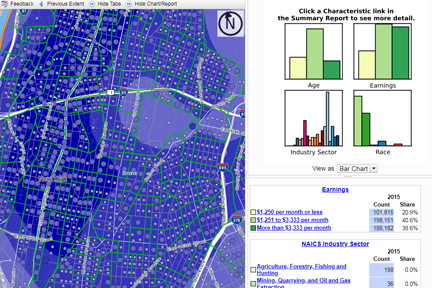 Feedback Previous Extent Hide Tabs Hide Chart/Report
N
Bronx
Click a Characteristic link in
the Summary Report to see more detail.
Age Earnings
Industry Sector Race
View as Bar Chart
Earnings
2015
Count Share
$1,250 per month or less 101,815 20.9%
$1,251 to $3,333 per month 198,151 40.6%
More than $3,333 per month 188,182 38.6%
NAICS Industry Sector
2015
Count Share
Agriculture, Forestry, Fishing and
Hunting 198 0.0%
Mining, Quarrying, and Oil and Gas
Extraction 36 0.0%